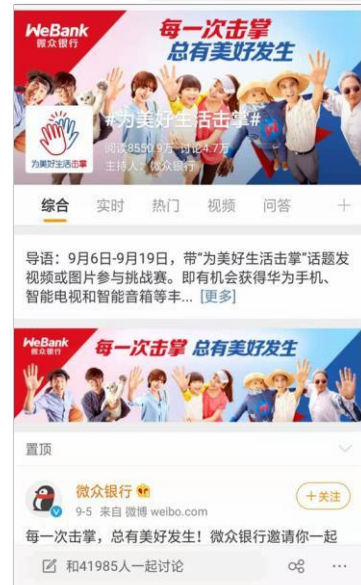 WeBank
微众银行
每一次击掌
总有美好发生
#为美好生活击掌#
阅读8550.9万 讨论4.7万
主持人：微众银行
为美好生活击掌
综合 实时 热门 视频 问答
导语：9月6日-9月19日，带"为美好生活击掌"话题发
视频或图片参与挑战赛。即有机会获得华为手机、
智能电视和智能音箱等丰... [更多]
WeBank
微众银行
每一次击掌 总有美好发生
置顶
微众银行
+关注
9-5 来自 微博 weibo.com
每一次击掌，总有美好发生！微众银行邀请你一起
和41985人一起讨论